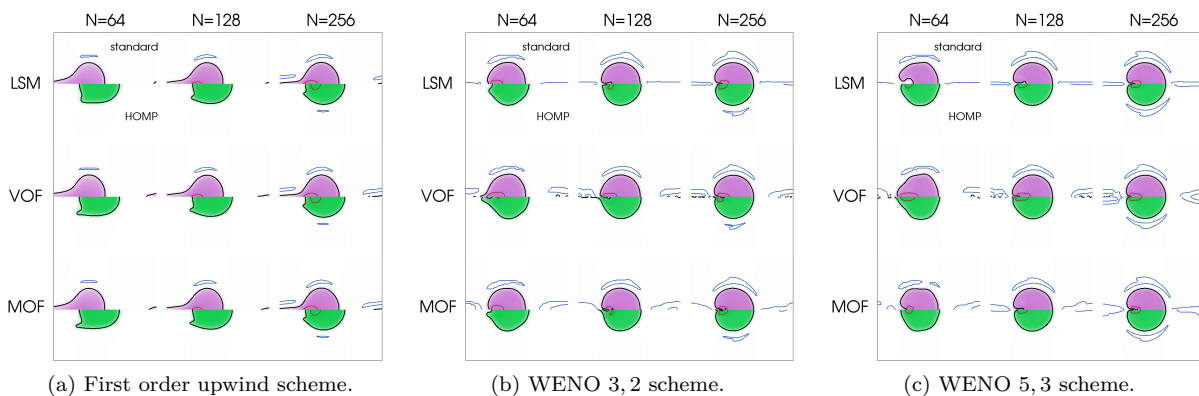 N=64 N=128 N=256 N=64 N=128 N=256 N=64 N=128 N=256
standard standard standard
LSM LSM LSM
HOMP HOMP HOMP
VOF VOF VOF
MOF MOF MOF
(a) First order upwind scheme. (b) WENO 3, 2 scheme. (c) WENO 5, 3 scheme.